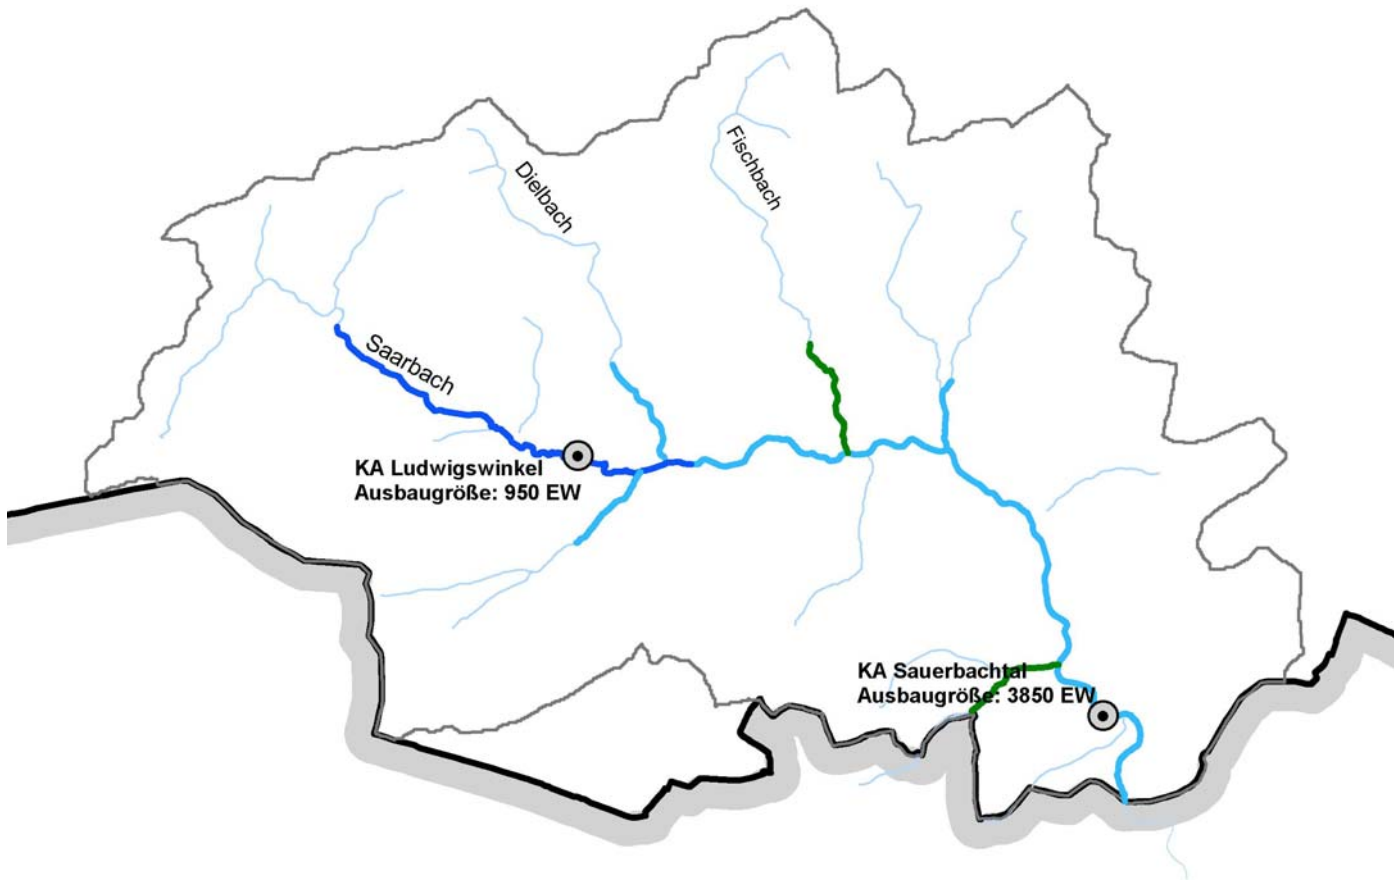 Fischbach
Dielbach
Saarbach
KA Ludwigswinkel
Ausbaugröße: 950 EW
KA Sauerbachtal
Ausbaugröße: 3850 EW